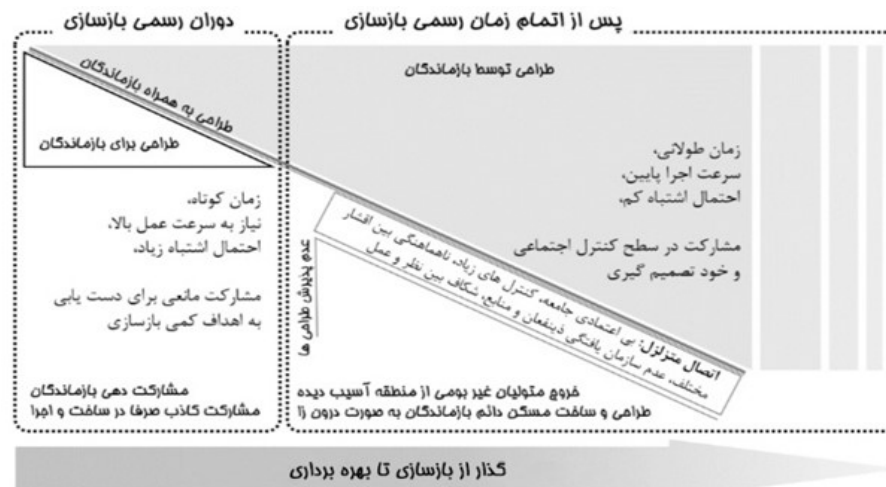 دوران رسمی بازسازی
پس از اتمام زمان رسمی بازسازی
طراحی به همراه بازماندگان
طراحی برای بازماندگان
زمان کوتاه،
نیاز به سرعت عمل بالا،
احتمال اشتباه زیاد،
مشارکت مانعی برای دست یابی
به اهداف کمی بازسازی
مشارکت دهی بازماندگان
مشارکت کاذب صرفا در ساخت و اجرا
طراحی توسط بازماندگان
زمان طولانی،
سرعت اجرا پایین،
احتمال اشتباه کم،
مشارکت در سطح کنترل اجتماعی
و خود تصمیم گیری
عدم پذیرش طراحی ها
اتصال متزلزل: بی اعتمادی جامعه، کنترل های زیاد، ناهماهنگی بین اقشار
مختلف، عدم سازمان یافتگی ذینفعان و منابع، شکاف بین نظر و عمل
خروج متولیان غیر بومی از منطقه آسیب دیده
طراحی و ساخت مسکن دائم بازماندگان به صورت درون زا
گذار از بازسازی تا بهره برداری